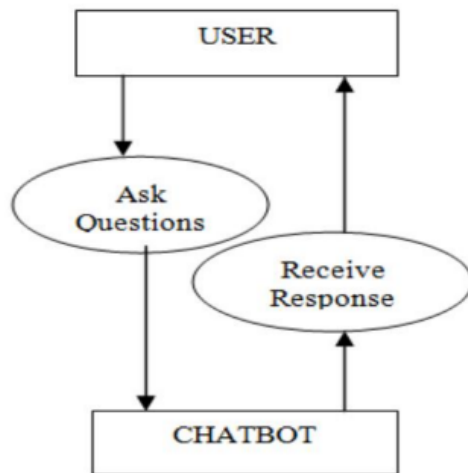 USER
Ask
Questions
Receive
Response
CHATBOT